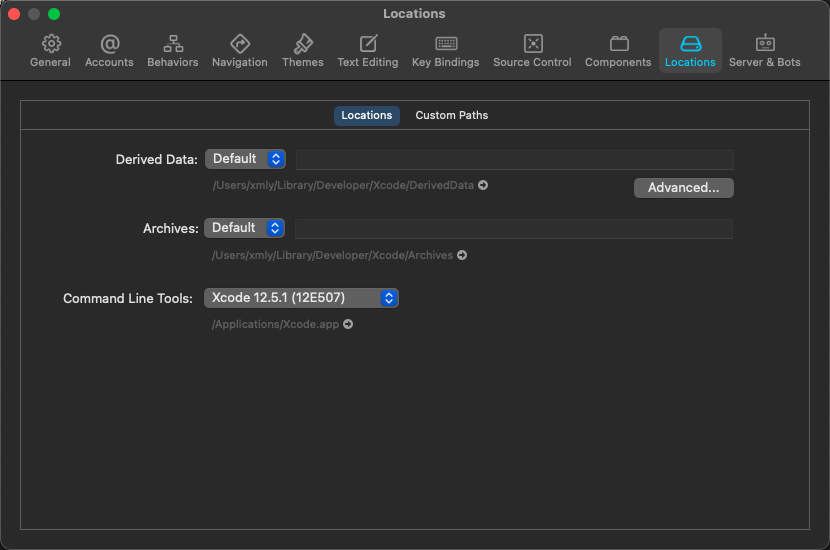 Locations
General Accounts Behaviors Navigation Themes Text Editing Key Bindings Source Control Components Locations Server & Bots
Locations Custom Paths
Derived Data: Default
/Users/xmly/Library/Developer/Xcode/DerivedData
Advanced...
Archives: Default
/Users/xmly/Library/Developer/Xcode/Archives
Command Line Tools: Xcode 12.5.1 (12E507)
/Applications/Xcode.app